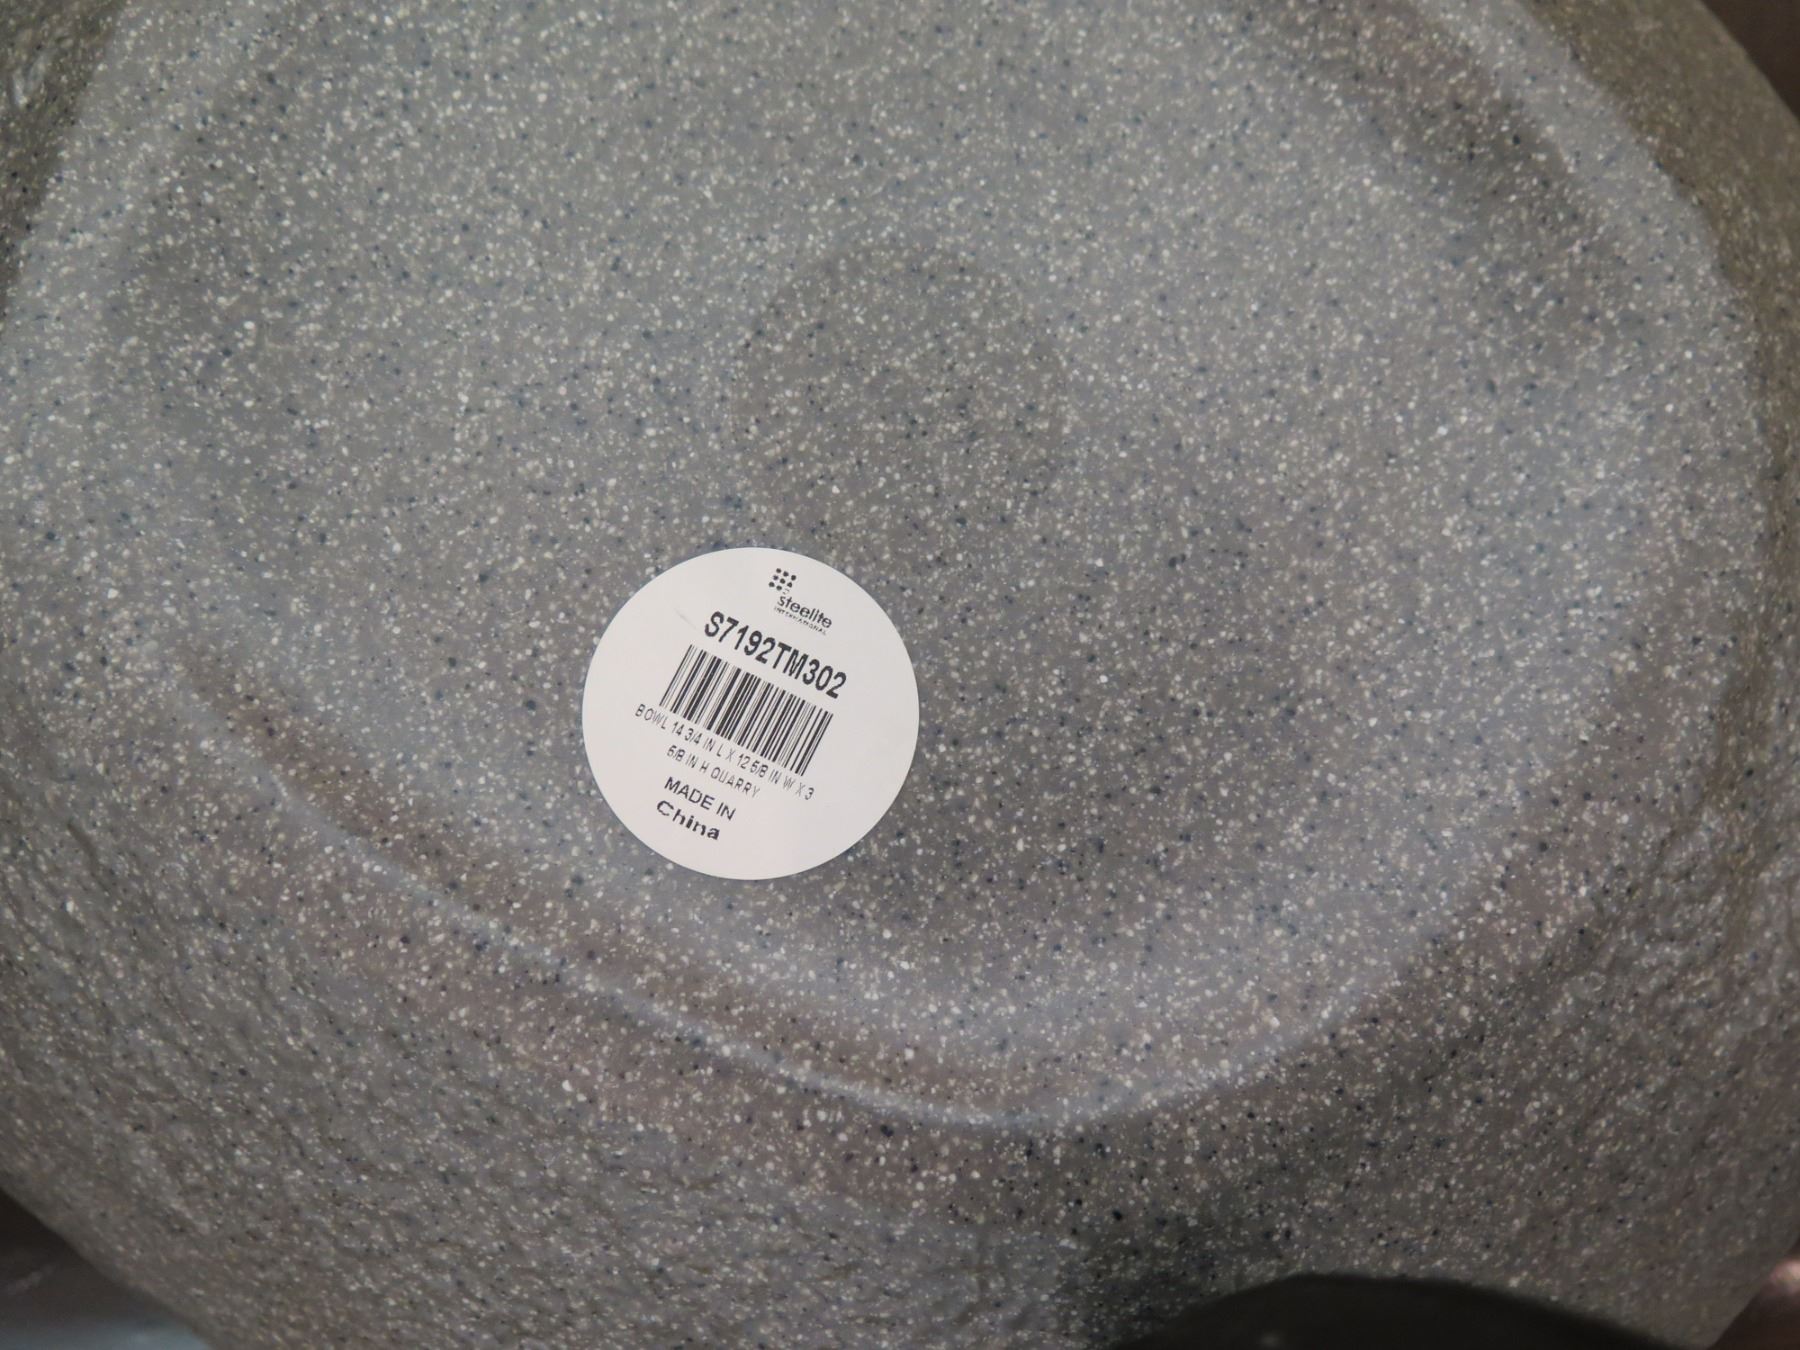 steelite
INTERNATIONAL
S7192TM302
BOWL 14 3/4 IN L X 12 5/8 IN W X 3
5/8 IN H QUARRY
MADE IN
China